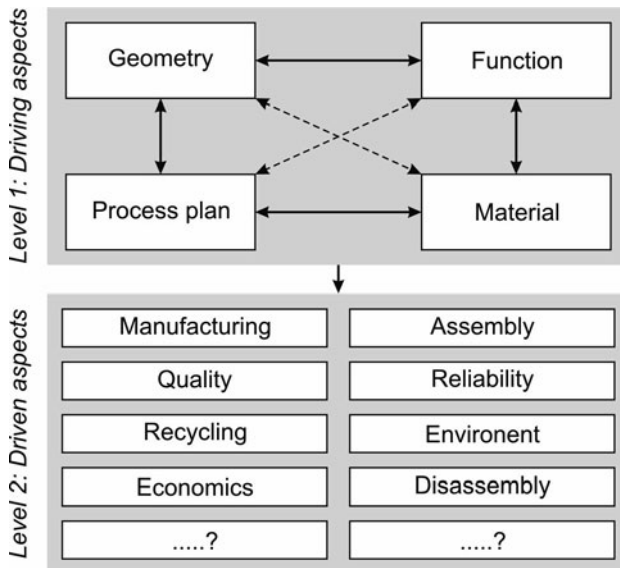 Level 1: Driving aspects
Geometry
Function
Process plan
Material
Level 2: Driven aspects
Manufacturing
Assembly
Quality
Reliability
Recycling
Environent
Economics
Disassembly
.....?
.....?